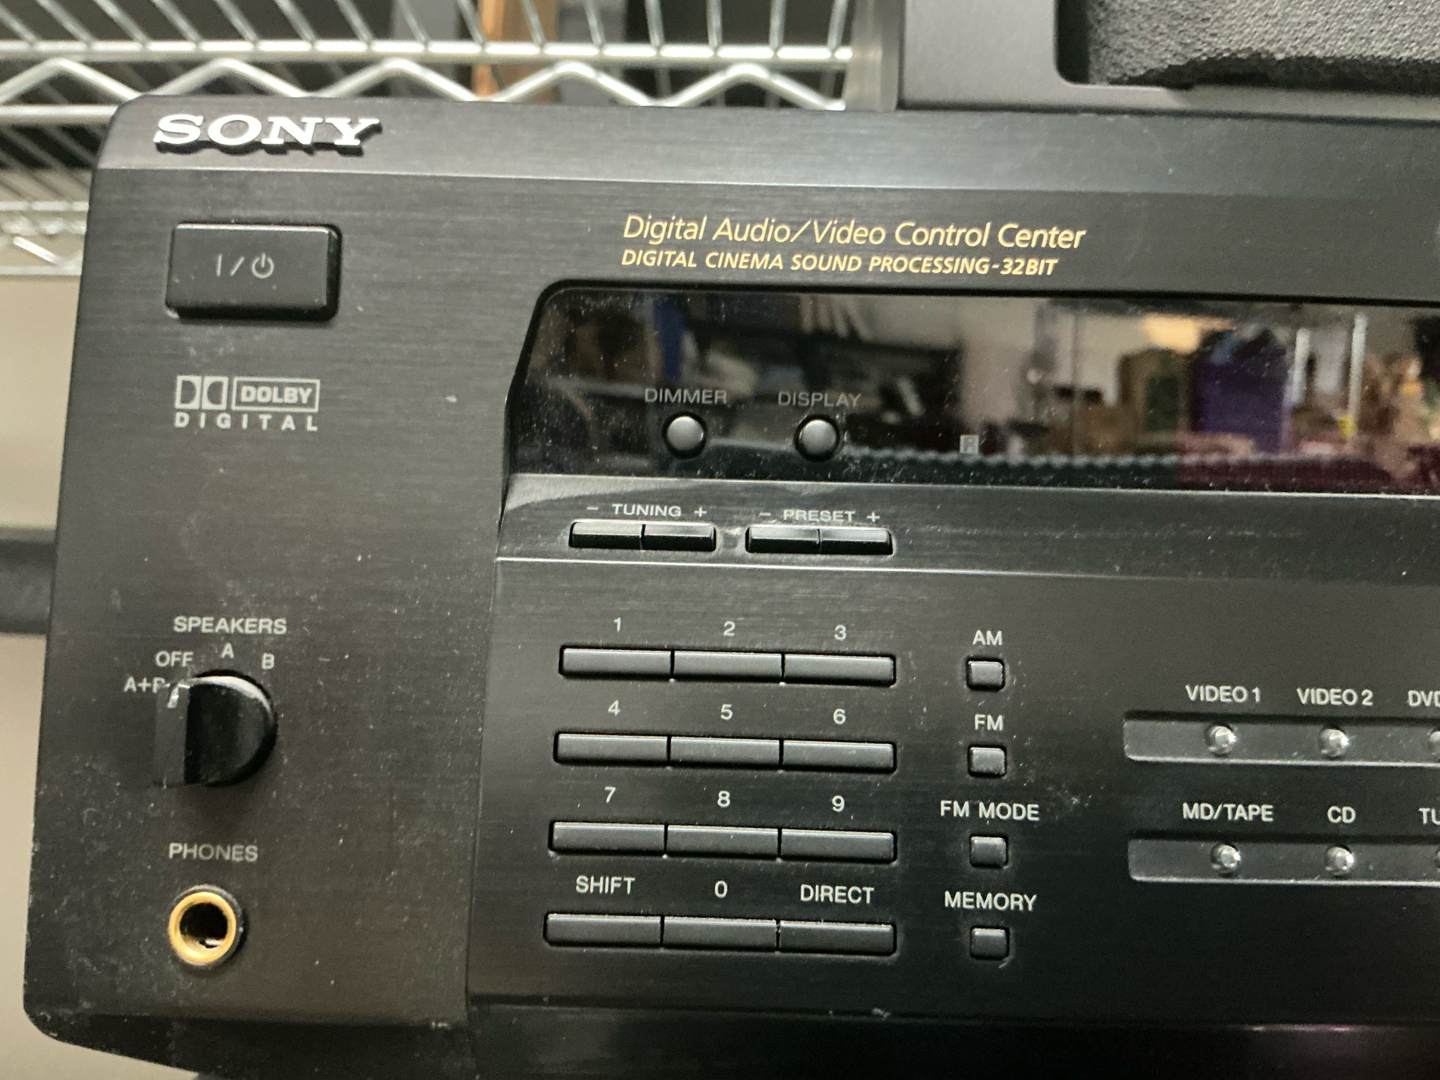 SONY
Digital Audio/Video Control Center
DIGITAL CINEMA SOUND PROCESSING-32BIT
I/⏻
DOLBY
DIGITAL
DIMMER DISPLAY
- TUNING + - PRESET +
SPEAKERS
OFF A B
1 2 3
AM
4 5 6
FM
VIDEO 1 VIDEO 2
7 8 9
FM MODE
MD/TAPE CD
PHONES
SHIFT 0 DIRECT
MEMORY